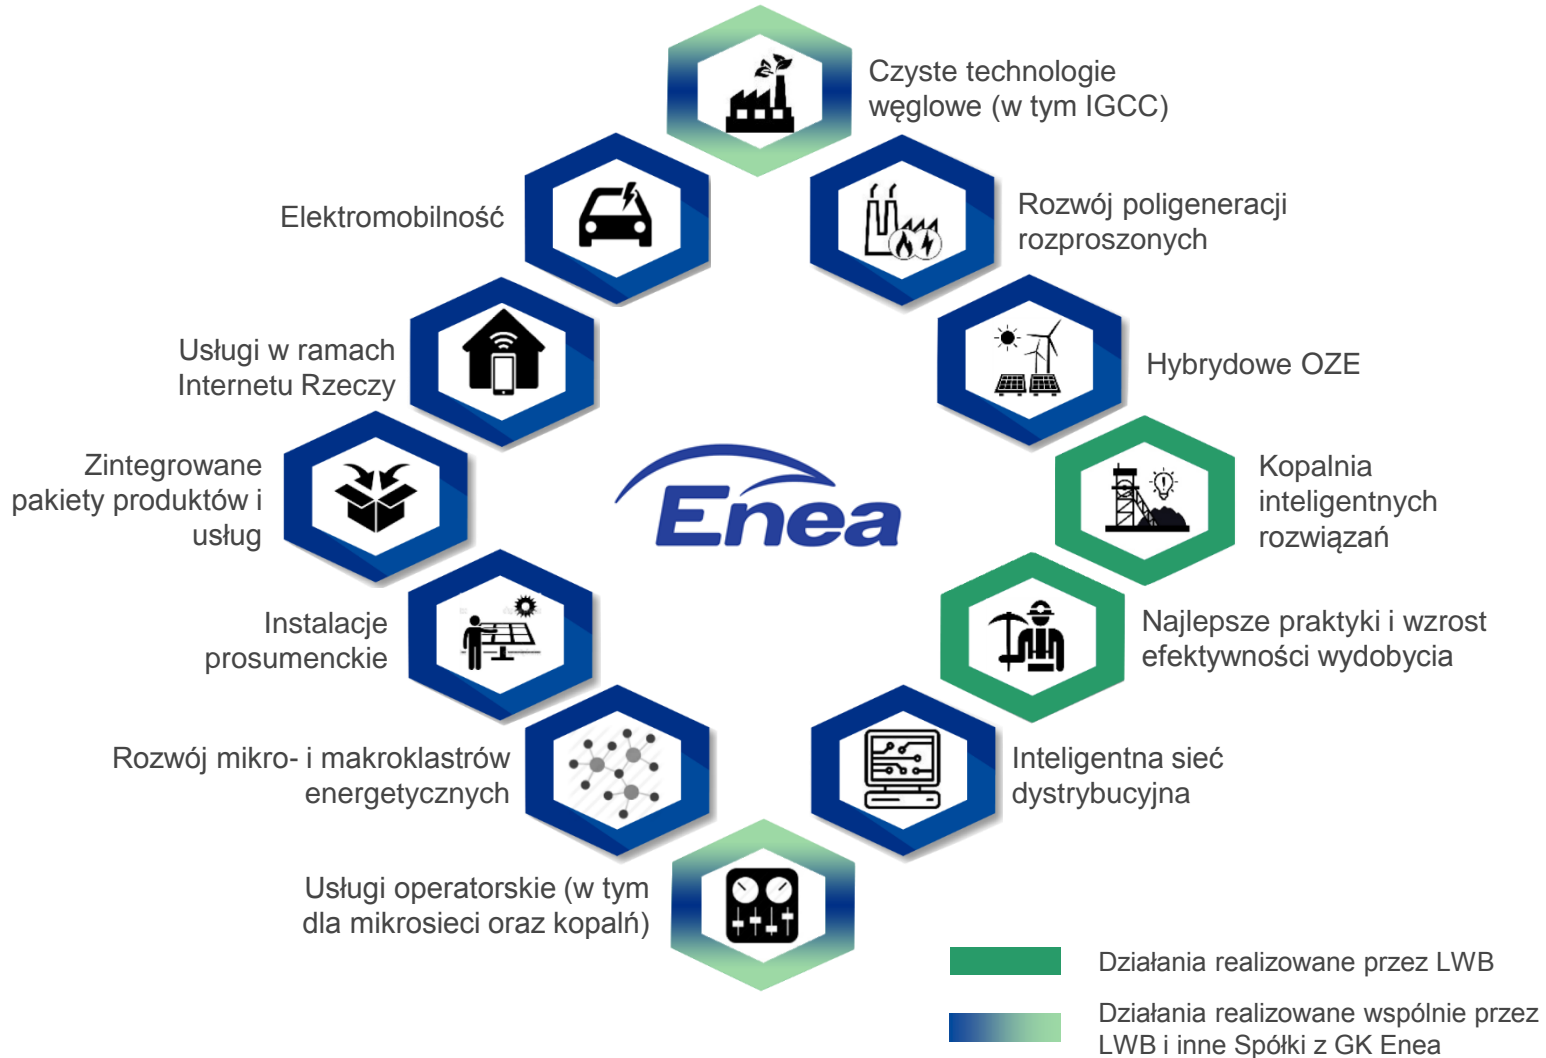 Czyste technologie
węglowe (w tym IGCC)
Elektromobilność
Rozwój poligeneracji
rozproszonych
Usługi w ramach
Internetu Rzeczy
Hybrydowe OZE
Zintegrowane
pakiety produktów i
usług
Enea
Kopalnia
inteligentnych
rozwiązań
Instalacje
prosumenckie
Najlepsze praktyki i wzrost
efektywności wydobycia
Rozwój mikro- i makroklastrów
energetycznych
Inteligentna sieć
dystrybucyjna
Usługi operatorskie (w tym
dla mikrosieci oraz kopalń)
Działania realizowane przez LWB
Działania realizowane wspólnie przez
LWB i inne Spółki z GK Enea